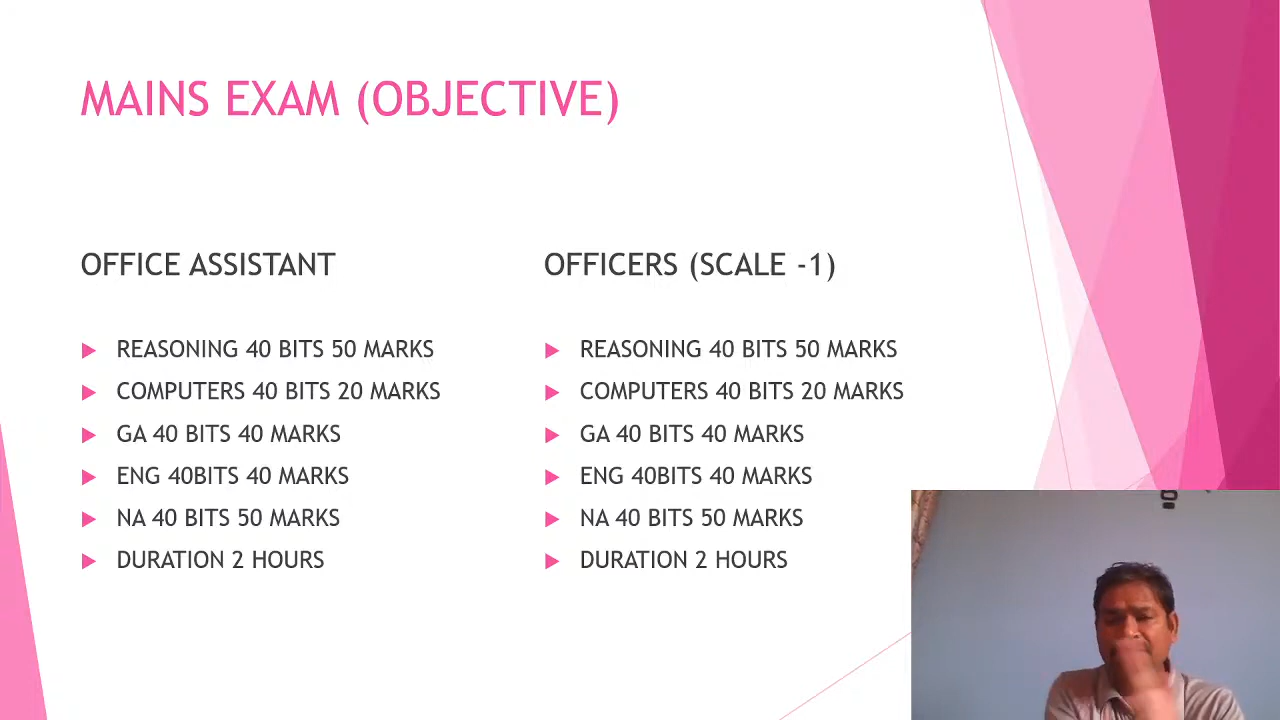 MAINS EXAM (OBJECTIVE)
OFFICE ASSISTANT
REASONING 40 BITS 50 MARKS
COMPUTERS 40 BITS 20 MARKS
GA 40 BITS 40 MARKS
ENG 40BITS 40 MARKS
NA 40 BITS 50 MARKS
DURATION 2 HOURS
OFFICERS (SCALE -1)
REASONING 40 BITS 50 MARKS
COMPUTERS 40 BITS 20 MARKS
GA 40 BITS 40 MARKS
ENG 40BITS 40 MARKS
NA 40 BITS 50 MARKS
DURATION 2 HOURS